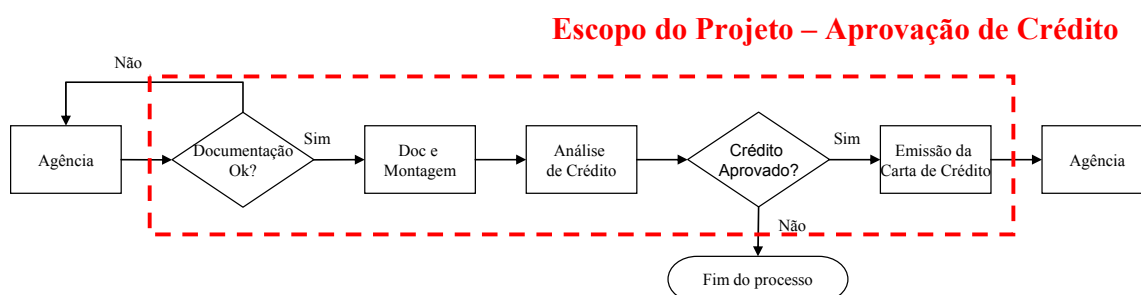 Escopo do Projeto – Aprovação de Crédito
Não
Agência
Documentação
Ok?
Sim
Doc e
Montagem
Análise
de Crédito
Crédito
Aprovado?
Sim
Emissão da
Carta de Crédito
Agência
Não
Fim do processo